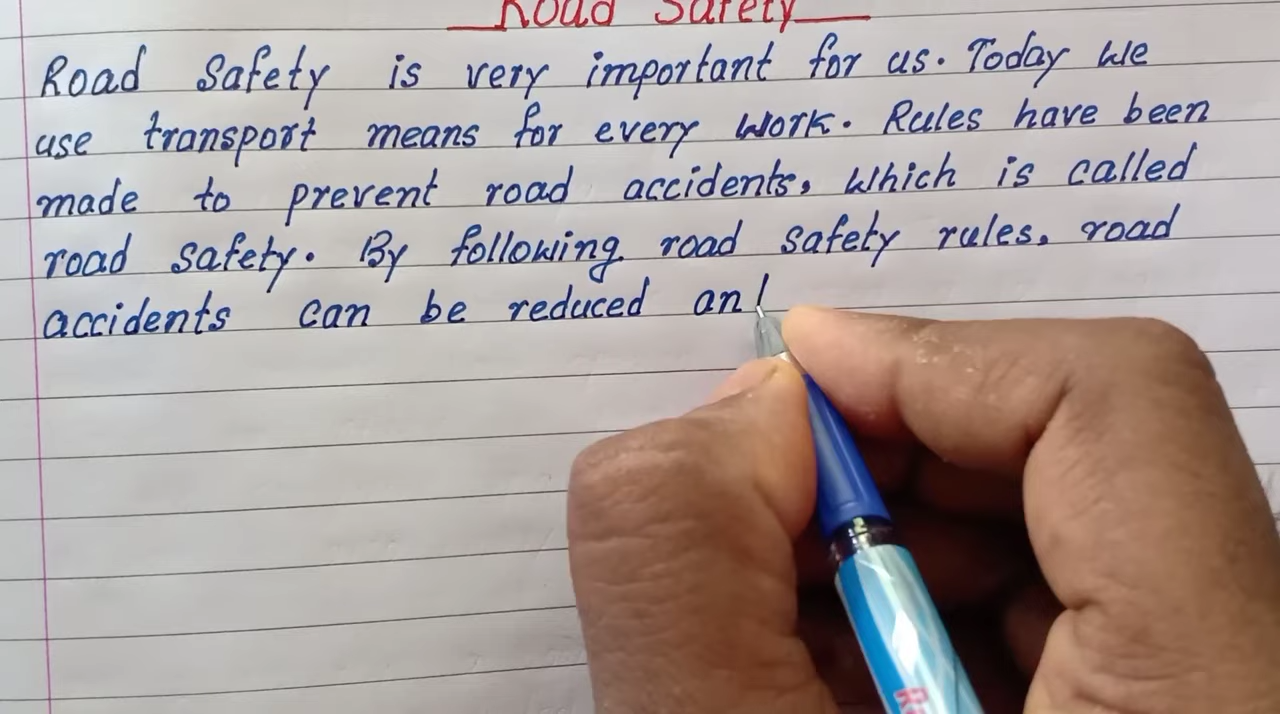 Road Safety
Road Safety is very important for us. Today we
use transport means for every work. Rules have been
made to prevent road accidents, which is called
road safety. By following road safety rules, road
accidents can be reduced an